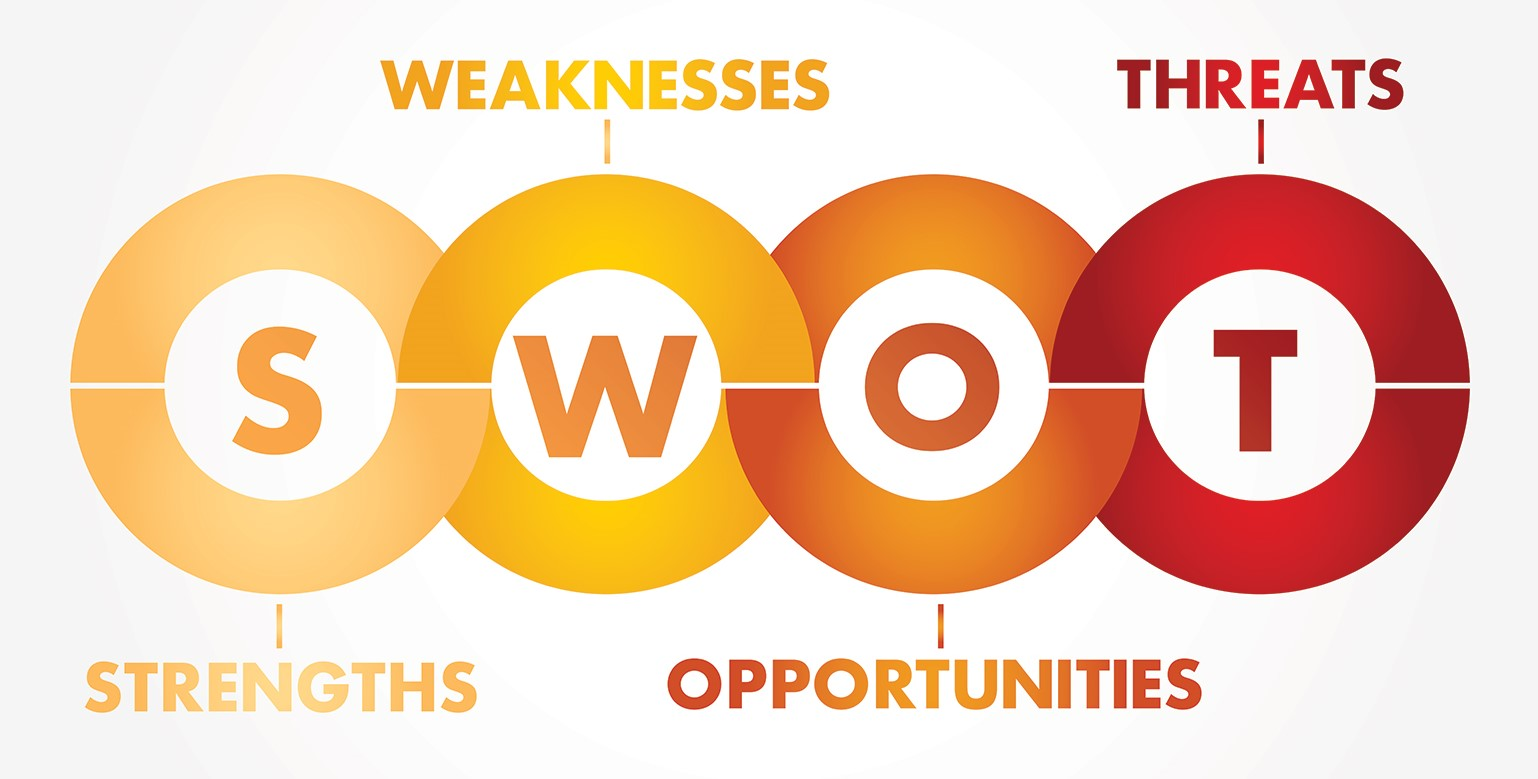 WEAKNESSES
THREATS
S
W
O
T
STRENGTHS
OPPORTUNITIES